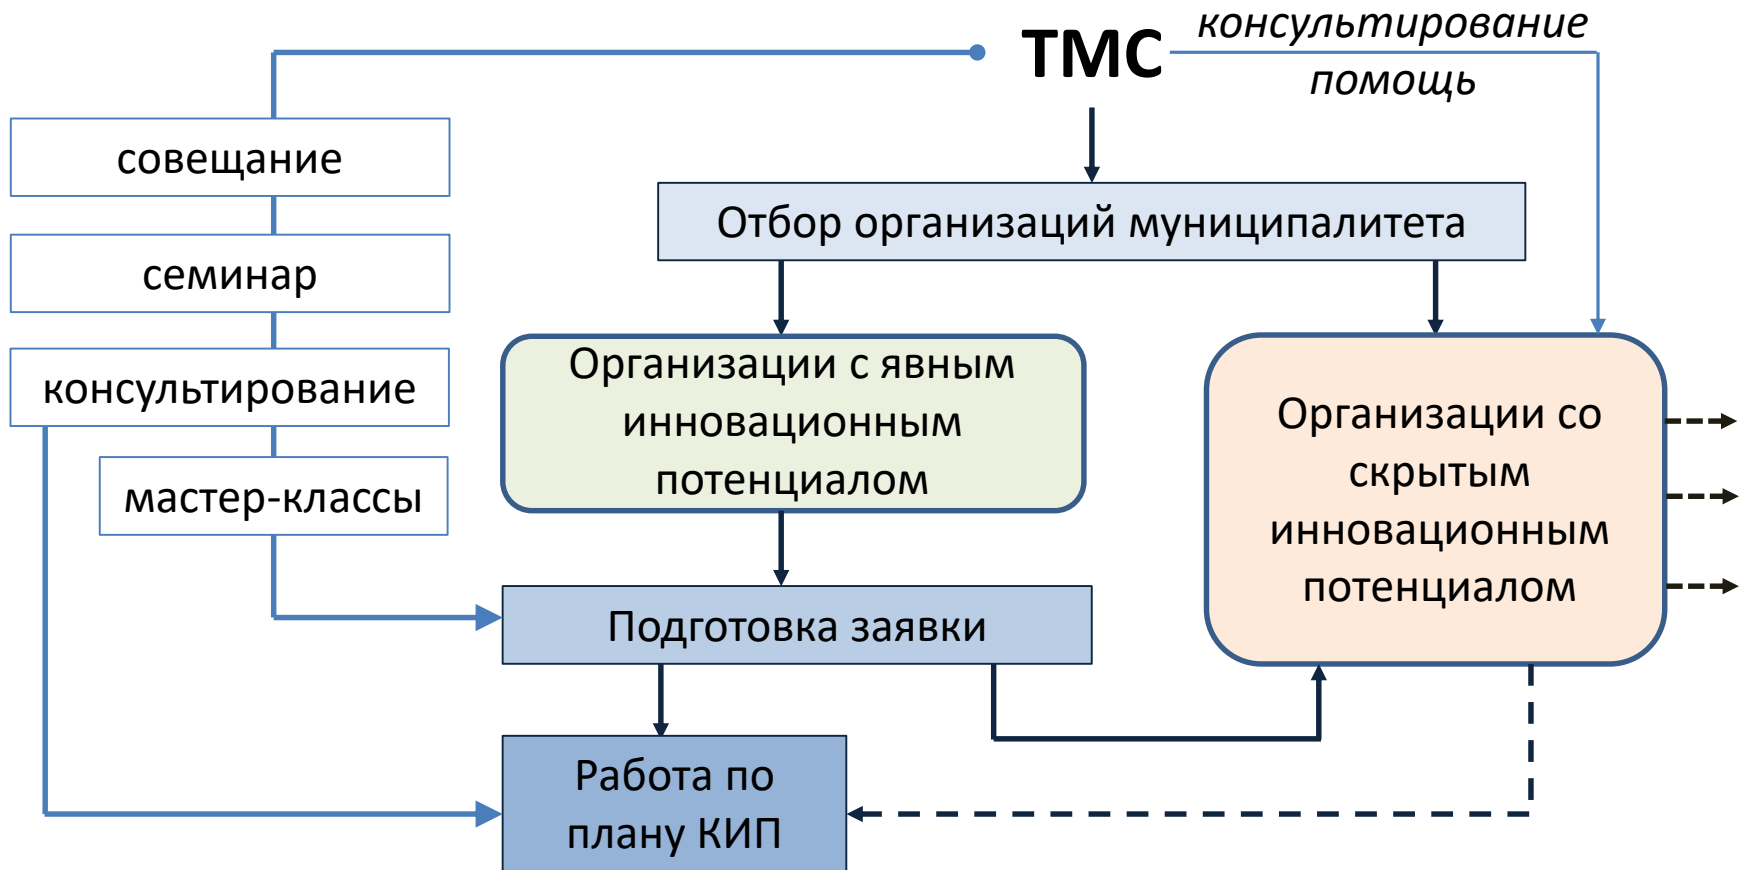 ТМС
консультирование
помощь
совещание
семинар
консультирование
мастер-классы
Отбор организаций муниципалитета
Организации с явным
инновационным
потенциалом
Организации со
скрытым
инновационным
потенциалом
Подготовка заявки
Работа по
плану КИП